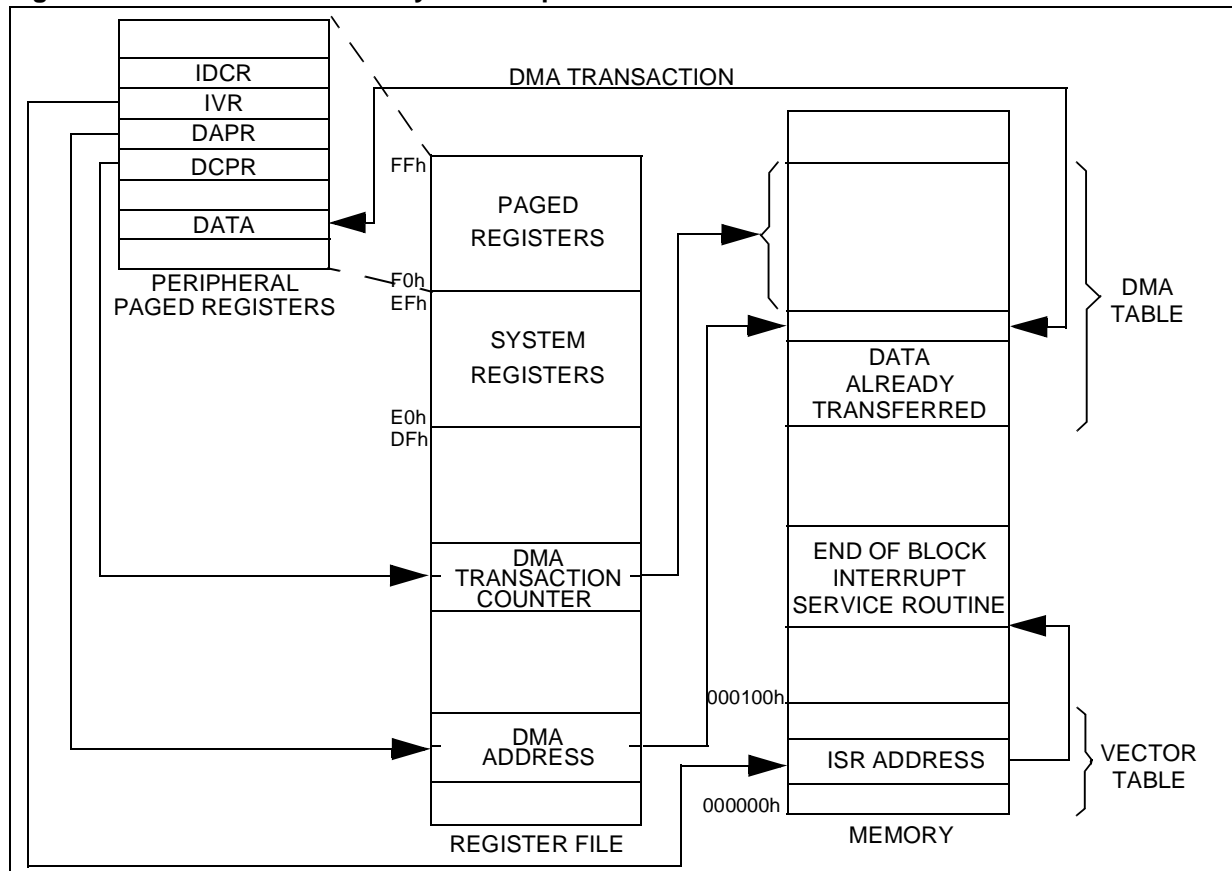 IDCR
IVR
DAPR
DCPR
DATA
PERIPHERAL
PAGED REGISTERS
DMA TRANSACTION
FFh
PAGED
REGISTERS
F0h
EFh
SYSTEM
REGISTERS
E0h
DFh
DMA
TRANSACTION
COUNTER
DMA
ADDRESS
REGISTER FILE
DATA
ALREADY
TRANSFERRED
DMA
TABLE
END OF BLOCK
INTERRUPT
SERVICE ROUTINE
000100h
ISR ADDRESS
000000h
VECTOR
TABLE
MEMORY